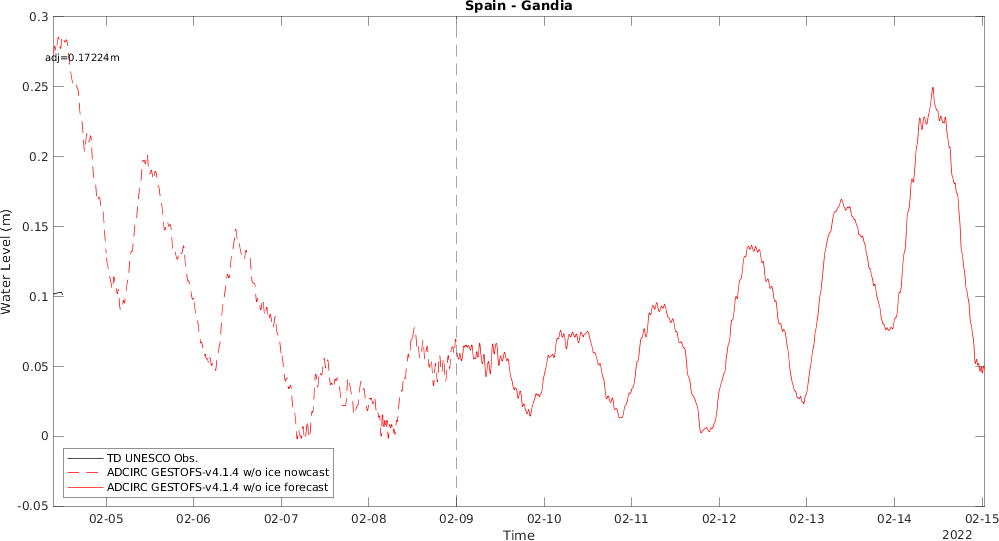 Spain - Gandia
0.3
adj=0.17224m
0.25
0.2
0.15
0.1
0.05
0
-0.05
Water Level (m)
TD UNESCO Obs.
ADCIRC GESTOFS-v4.1.4 w/o ice nowcast
ADCIRC GESTOFS-v4.1.4 w/o ice forecast
02-05 02-06 02-07 02-08 02-09 02-10 02-11 02-12 02-13 02-14 02-15
Time
2022